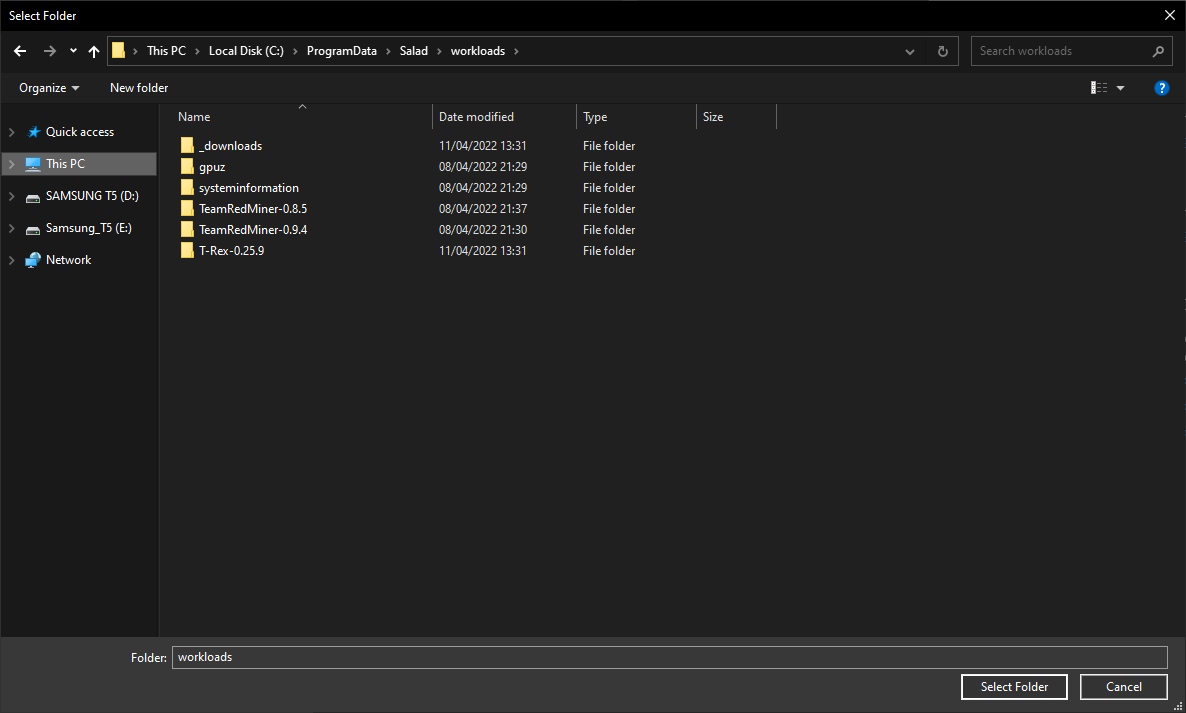 Select Folder
This PC Local Disk (C:) ProgramData Salad workloads Search workloads
Organize New folder
Name Date modified Type Size
Quick access
This PC
SAMSUNG T5 (D:)
Samsung_T5 (E:)
Network
_downloads 11/04/2022 13:31 File folder
gpuz 08/04/2022 21:29 File folder
systeminformation 08/04/2022 21:29 File folder
TeamRedMiner-0.8.5 08/04/2022 21:37 File folder
TeamRedMiner-0.9.4 08/04/2022 21:30 File folder
T-Rex-0.25.9 11/04/2022 13:31 File folder
Folder: workloads
Select Folder Cancel